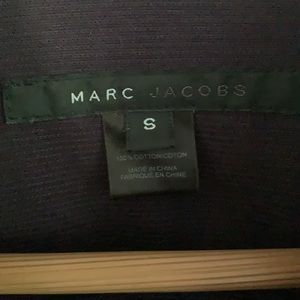 MARC JACOBS
S
100% COTTON/COTON
MADE IN CHINA
FABRIQUÉ EN CHINE